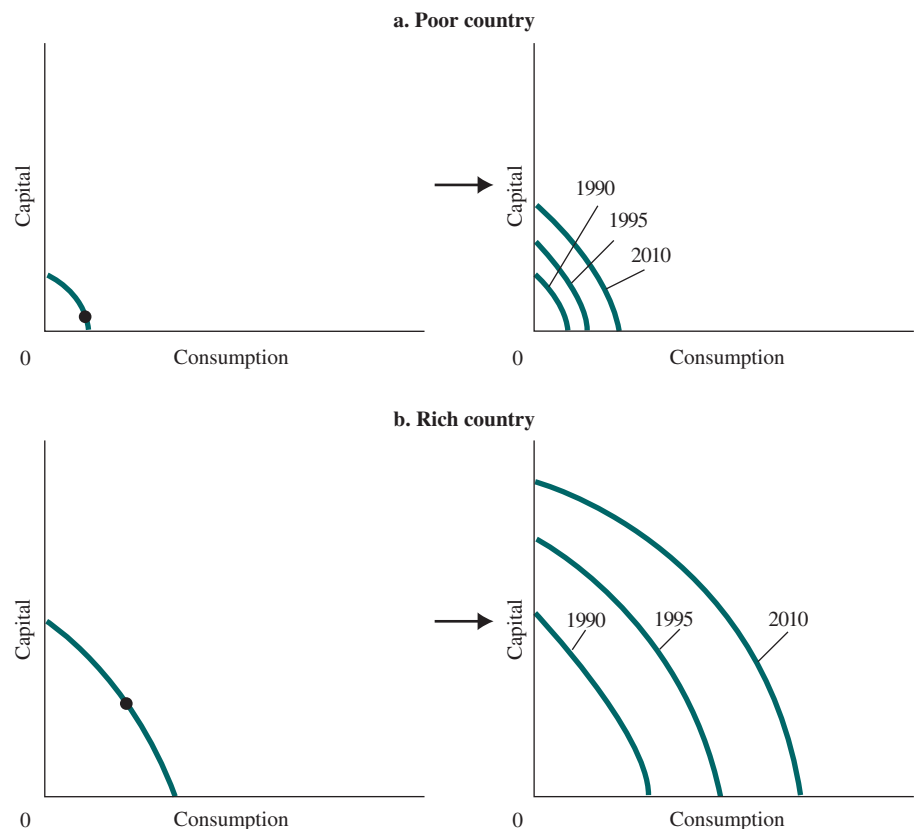 a. Poor country
Capital
0
Consumption
Capital
1990
1995
2010
0
Consumption
b. Rich country
Capital
0
Consumption
Capital
1990
1995
2010
0
Consumption